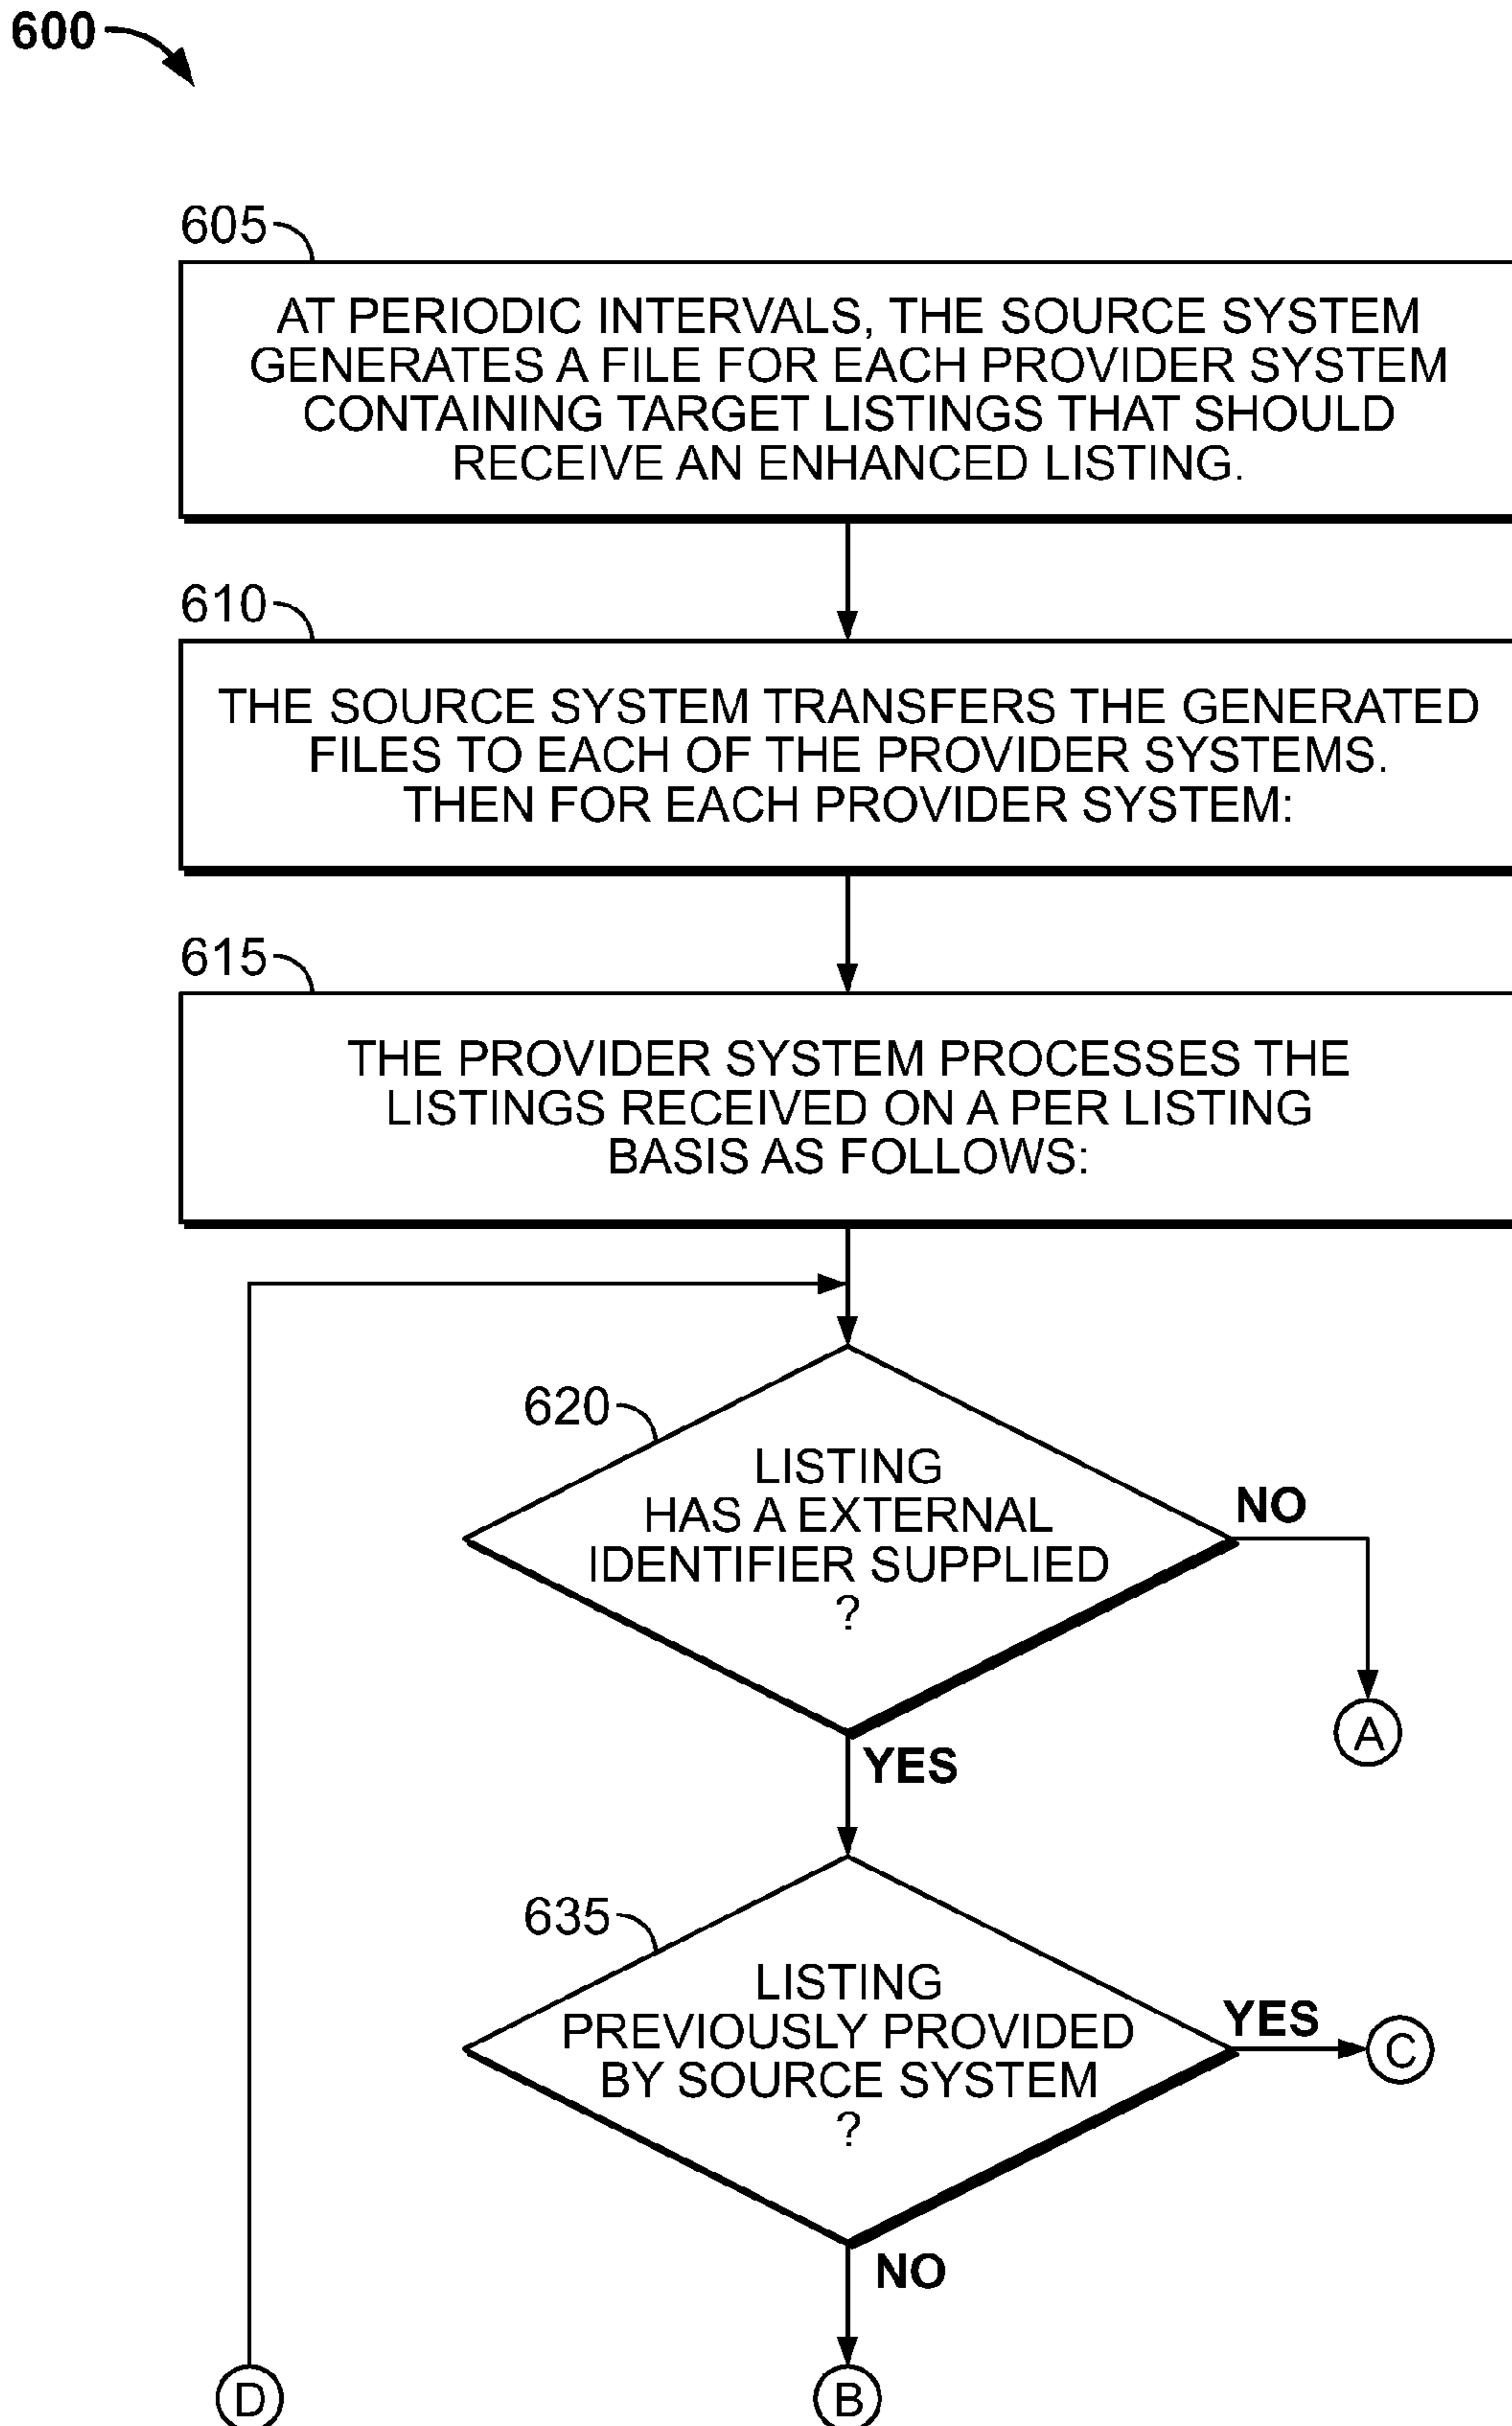 600
605
AT PERIODIC INTERVALS, THE SOURCE SYSTEM
GENERATES A FILE FOR EACH PROVIDER SYSTEM
CONTAINING TARGET LISTINGS THAT SHOULD
RECEIVE AN ENHANCED LISTING.
610
THE SOURCE SYSTEM TRANSFERS THE GENERATED
FILES TO EACH OF THE PROVIDER SYSTEMS.
THEN FOR EACH PROVIDER SYSTEM:
615
THE PROVIDER SYSTEM PROCESSES THE
LISTINGS RECEIVED ON A PER LISTING
BASIS AS FOLLOWS:
620
LISTING
HAS A EXTERNAL
IDENTIFIER SUPPLIED
?
NO
A
YES
635
LISTING
PREVIOUSLY PROVIDED
BY SOURCE SYSTEM
?
YES
C
NO
D
B